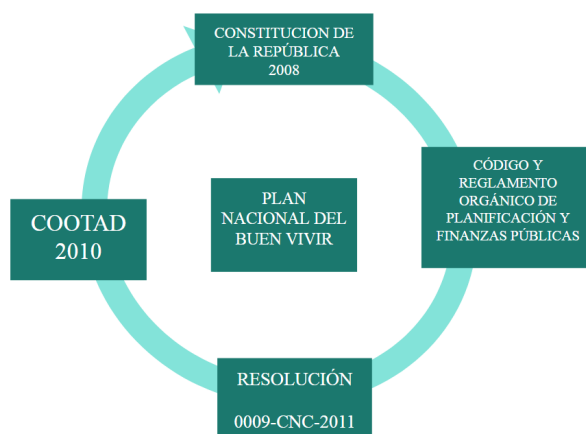 CONSTITUCION DE
LA REPÚBLICA
2008
CÓDIGO Y
REGLAMENTO
ORGÁNICO DE
PLANIFICACIÓN Y
FINANZAS PÚBLICAS
PLAN
NACIONAL DEL
BUEN VIVIR
COOTAD
2010
RESOLUCIÓN
0009-CNC-2011